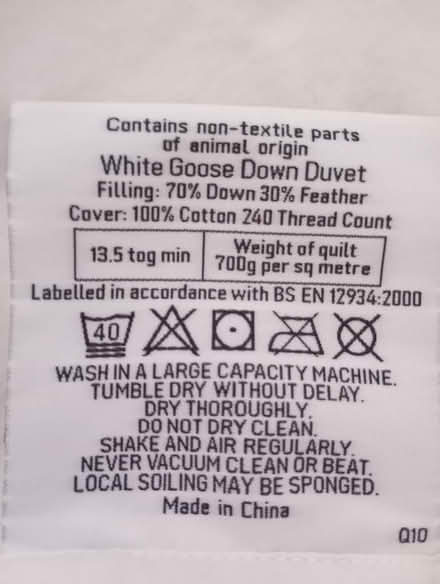 Contains non-textile parts
of animal origin
White Goose Down Duvet
Filling: 70% Down 30% Feather
Cover: 100% Cotton 240 Thread Count
13.5 tog min
Weight of quilt
700g per sq metre
Labelled in accordance with BS EN 12934:2000
40
WASH IN A LARGE CAPACITY MACHINE.
TUMBLE DRY WITHOUT DELAY.
DRY THOROUGHLY.
DO NOT DRY CLEAN.
SHAKE AND AIR REGULARLY.
NEVER VACUUM CLEAN OR BEAT.
LOCAL SOILING MAY BE SPONGED.
Made in China
Q10